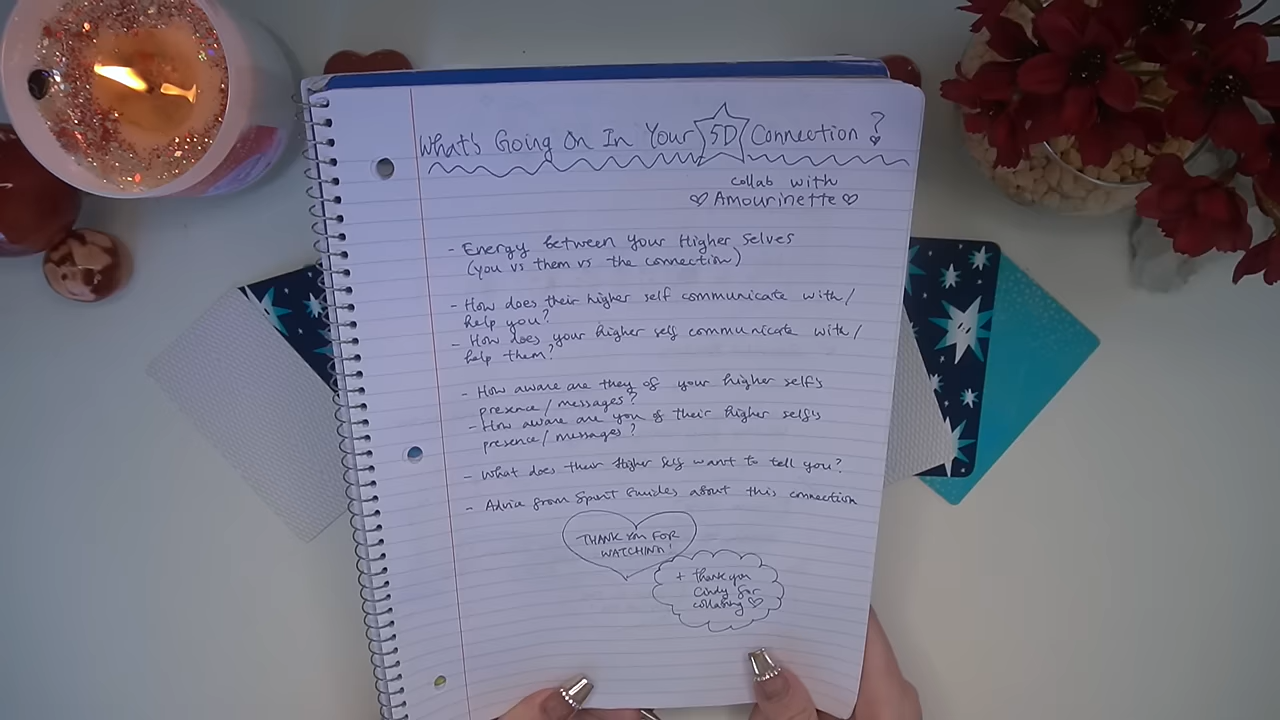 What's Going On In Your 5D Connection?
collab with
♡ Amourinette ♡
- Energy between your Higher Selves
(you vs them vs the connection)
- How does their higher self communicate with/
help you?
- How does your higher self communicate with/
help them?
- How aware are they of your higher self's
presence/messages?
- How aware are you of their higher self's
presence/messages?
- What does their Higher Self want to tell you?
- Advice from Spirit Guides about this connection
THANK YOU FOR
WATCHING!
+ thank you
Cindy for
collabing ♡